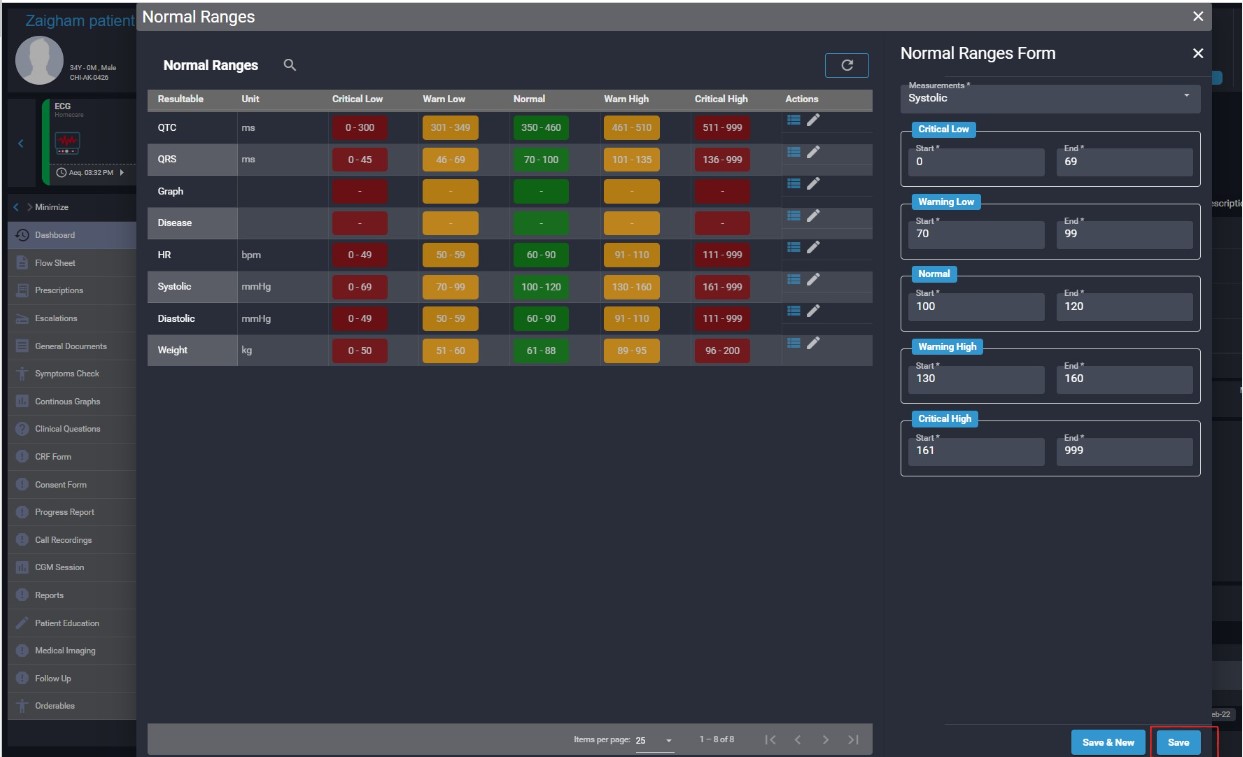 Zaigham patient
34Y - 0M , Male
CHI-AK-0426
ECG
Homecare
Aoq. 03:32 PM
Minimize
Dashboard
Flow Sheet
Prescriptions
Escalations
General Documents
Symptoms Check
Continous Graphs
Clinical Questions
CRF Form
Consent Form
Progress Report
Call Recordings
CGM Session
Reports
Patient Education
Medical Imaging
Follow Up
Orderables
Normal Ranges
Normal Ranges
Resultable Unit Critical Low Warn Low Normal Warn High Critical High Actions
QTC ms 0 - 300 301 - 349 350 - 460 461 - 510 511 - 999
QRS ms 0 - 45 46 - 69 70 - 100 101 - 135 136 - 999
Graph - - - - -
Disease - - - - -
HR bpm 0 - 49 50 - 59 60 - 90 91 - 110 111 - 999
Systolic mmHg 0 - 69 70 - 99 100 - 120 130 - 160 161 - 999
Diastolic mmHg 0 - 49 50 - 59 60 - 90 91 - 110 111 - 999
Weight kg 0 - 50 51 - 60 61 - 88 89 - 95 96 - 200
Items per page: 25 1 – 8 of 8
Normal Ranges Form
Measurements *
Systolic
Critical Low
Start * End *
0 69
Warning Low
Start * End *
70 99
Normal
Start * End *
100 120
Warning High
Start * End *
130 160
Critical High
Start * End *
161 999
Save & New Save
escriptio
eb-22